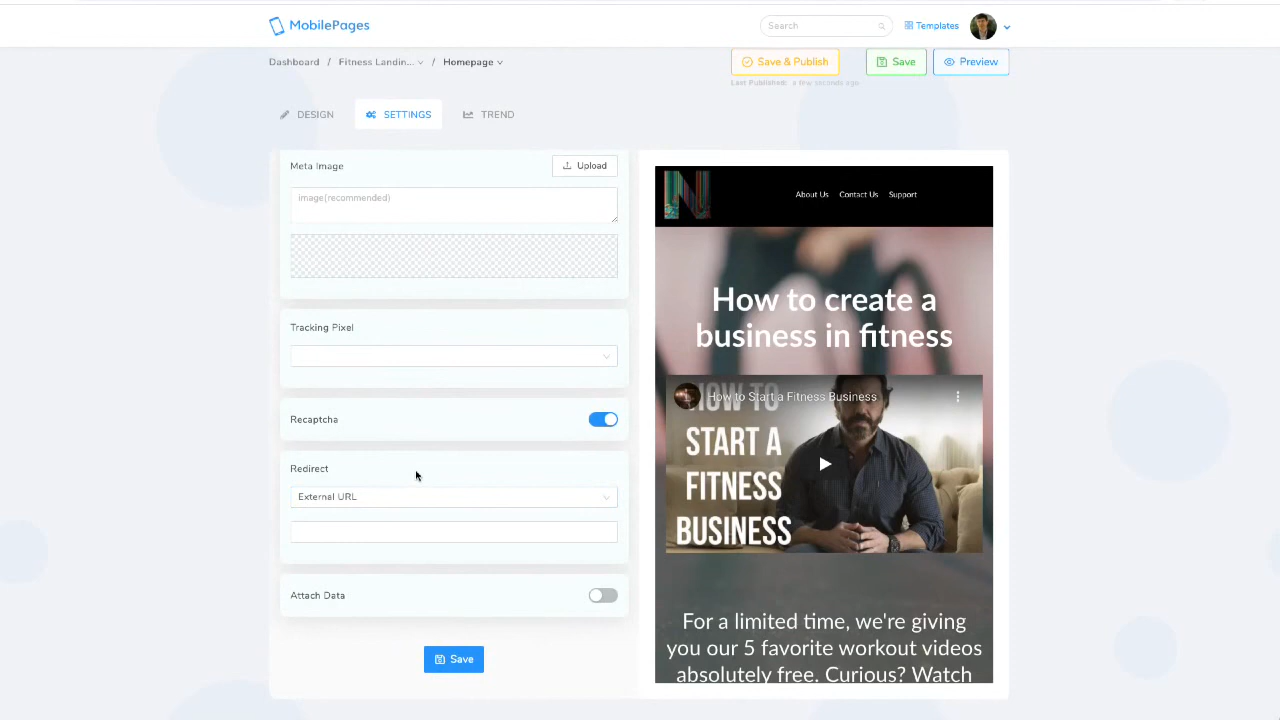 MobilePages
Search
Templates
Dashboard / Fitness Landin... / Homepage
Save & Publish
Save
Preview
Last Published: a few seconds ago
DESIGN
SETTINGS
TREND
Meta Image
Upload
image(recommended)
Tracking Pixel
Recaptcha
Redirect
External URL
Attach Data
Save
N
About Us
Contact Us
Support
How to create a
business in fitness
How to Start a Fitness Business
HOW TO
START A
FITNESS
BUSINESS
For a limited time, we're giving
you our 5 favorite workout videos
absolutely free. Curious? Watch